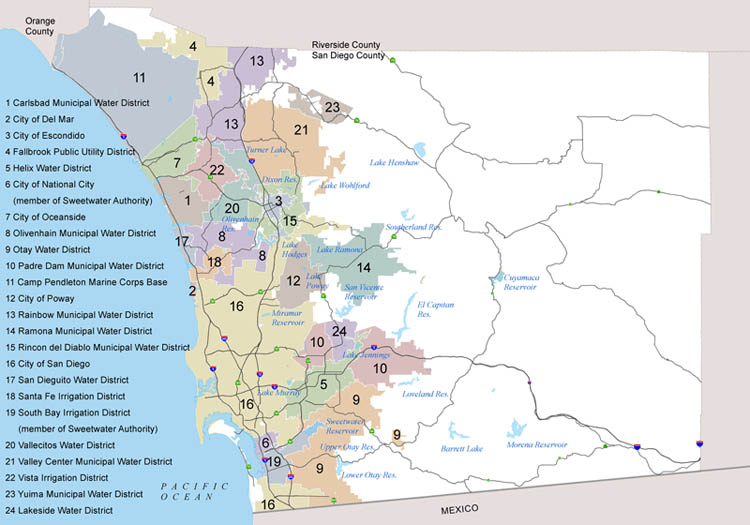 Orange
County
Riverside County
San Diego County
4
13
11
4
23
1 Carlsbad Municipal Water District
2 City of Del Mar
3 City of Escondido
4 Fallbrook Public Utility District
5 Helix Water District
6 City of National City
(member of Sweetwater Authority)
7 City of Oceanside
8 Olivenhain Municipal Water District
9 Otay Water District
10 Padre Dam Municipal Water District
11 Camp Pendleton Marine Corps Base
12 City of Poway
13 Rainbow Municipal Water District
14 Ramona Municipal Water District
15 Rincon del Diablo Municipal Water District
16 City of San Diego
17 San Dieguito Water District
18 Santa Fe Irrigation District
19 South Bay Irrigation District
(member of Sweetwater Authority)
20 Vallecitos Water District
21 Valley Center Municipal Water District
22 Vista Irrigation District
23 Yuima Municipal Water District
24 Lakeside Water District
13
21
Turner Lake
7
22
Lake Henshaw
Dixon Res.
Lake Wohlford
1
20
3
15
Olivenhain
Res.
Sutherland Res.
17
8
8
18
Lake
Hodges
Lake Ramona
14
2
12
Lake
Poway
San Vicente
Reservoir
Cuyamaca
Reservoir
16
Miramar
Reservoir
El Capitan
Res.
10
24
Lake Jennings
10
5
Lake Murray
Loveland Res.
16
9
Sweetwater
Reservoir
9
6
Upper Otay Res.
Barrett Lake
Morena Reservoir
19
9
Lower Otay Res.
PACIFIC
OCEAN
16
MEXICO